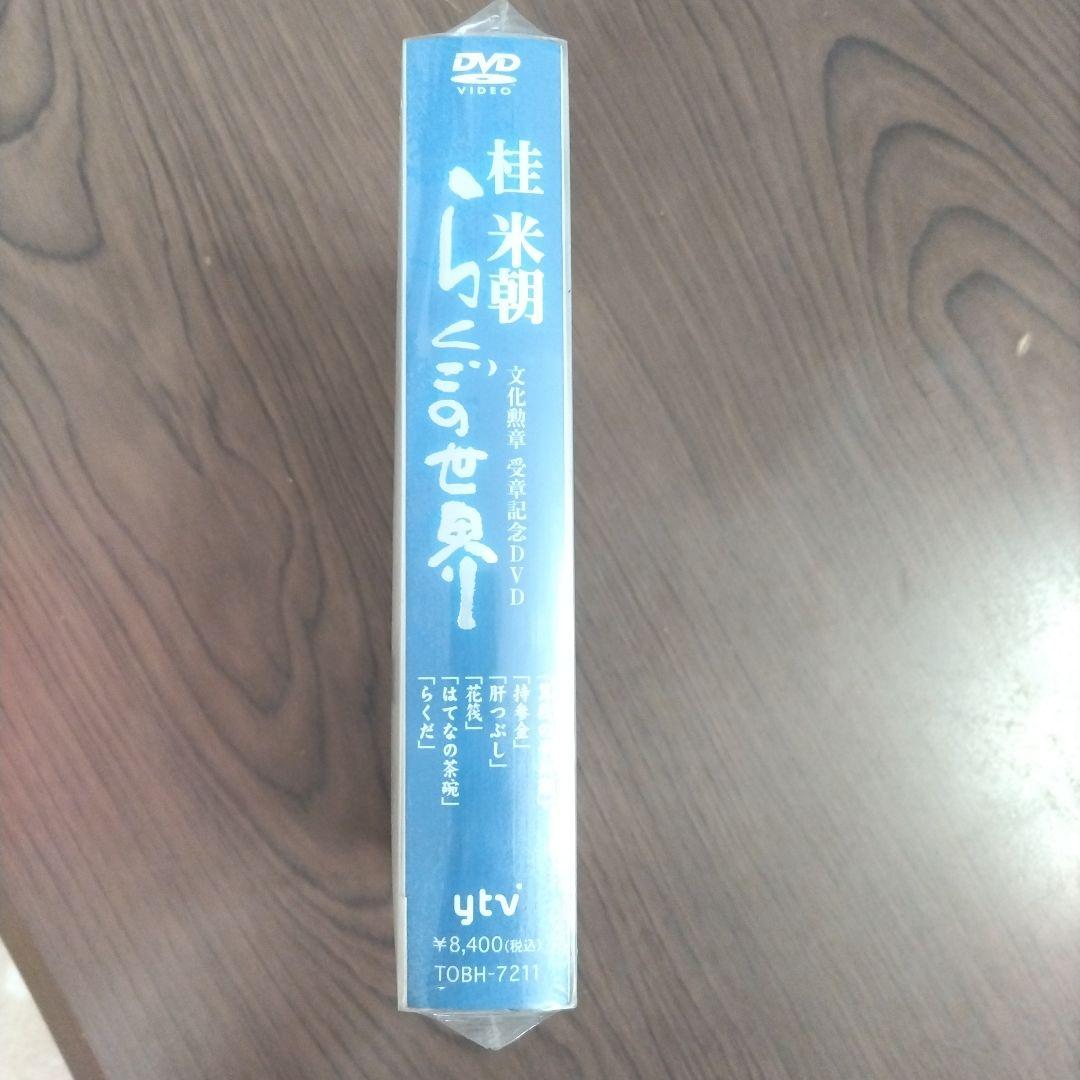 DVD
VIDEO
桂 米朝
らくごの世界
文化勲章 受章記念DVD
「持参金」
「肝つぶし」
「花筏」
「はてなの茶碗」
「らくだ」
ytv
¥8,400(税込)
TOBH-7211